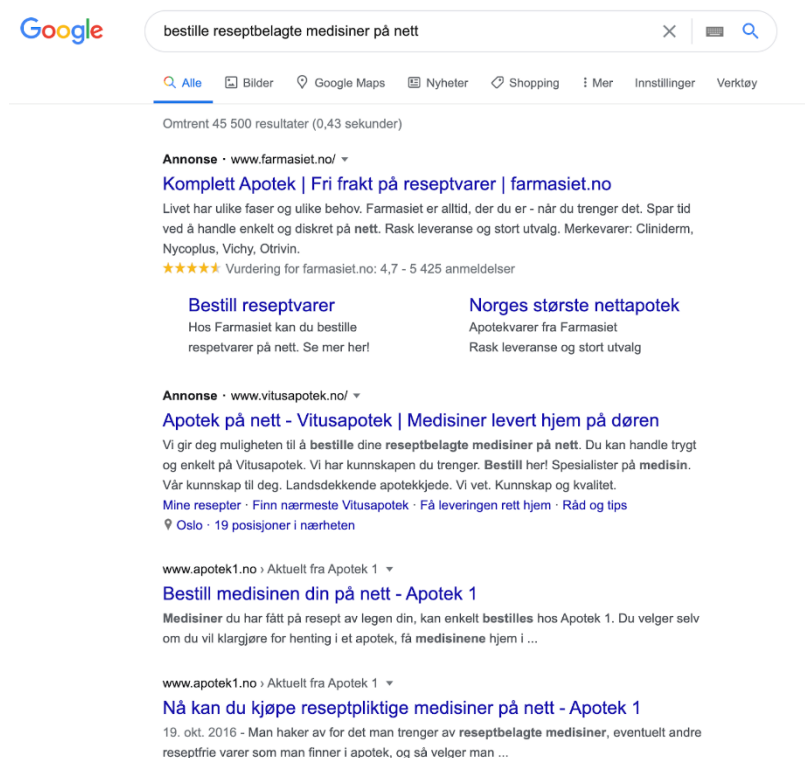 Google
bestille reseptbelagte medisiner på nett
Alle Bilder Google Maps Nyheter Shopping Mer Innstillinger Verktøy
Omtrent 45 500 resultater (0,43 sekunder)
Annonse · www.farmasiet.no/
Komplett Apotek | Fri frakt på reseptvarer | farmasiet.no
Livet har ulike faser og ulike behov. Farmasiet er alltid, der du er - når du trenger det. Spar tid
ved å handle enkelt og diskret på nett. Rask leveranse og stort utvalg. Merkevarer: Cliniderm,
Nycoplus, Vichy, Otrivin.
Vurdering for farmasiet.no: 4,7 - 5 425 anmeldelser
Bestill reseptvarer
Hos Farmasiet kan du bestille
respetvarer på nett. Se mer her!
Norges største nettapotek
Apotekvarer fra Farmasiet
Rask leveranse og stort utvalg
Annonse · www.vitusapotek.no/
Apotek på nett - Vitusapotek | Medisiner levert hjem på døren
Vi gir deg muligheten til å bestille dine reseptbelagte medisiner på nett. Du kan handle trygt
og enkelt på Vitusapotek. Vi har kunnskapen du trenger. Bestill her! Spesialister på medisin.
Vår kunnskap til deg. Landsdekkende apotekkjede. Vi vet. Kunnskap og kvalitet.
Mine resepter · Finn nærmeste Vitusapotek · Få leveringen rett hjem · Råd og tips
Oslo · 19 posisjoner i nærheten
www.apotek1.no › Aktuelt fra Apotek 1
Bestill medisinen din på nett - Apotek 1
Medisiner du har fått på resept av legen din, kan enkelt bestilles hos Apotek 1. Du velger selv
om du vil klargjøre for henting i et apotek, få medisinene hjem i ...
www.apotek1.no › Aktuelt fra Apotek 1
Nå kan du kjøpe reseptpliktige medisiner på nett - Apotek 1
19. okt. 2016 - Man haker av for det man trenger av reseptbelagte medisiner, eventuelt andre
reseptfrie varer som man finner i apotek, og så velger man ...